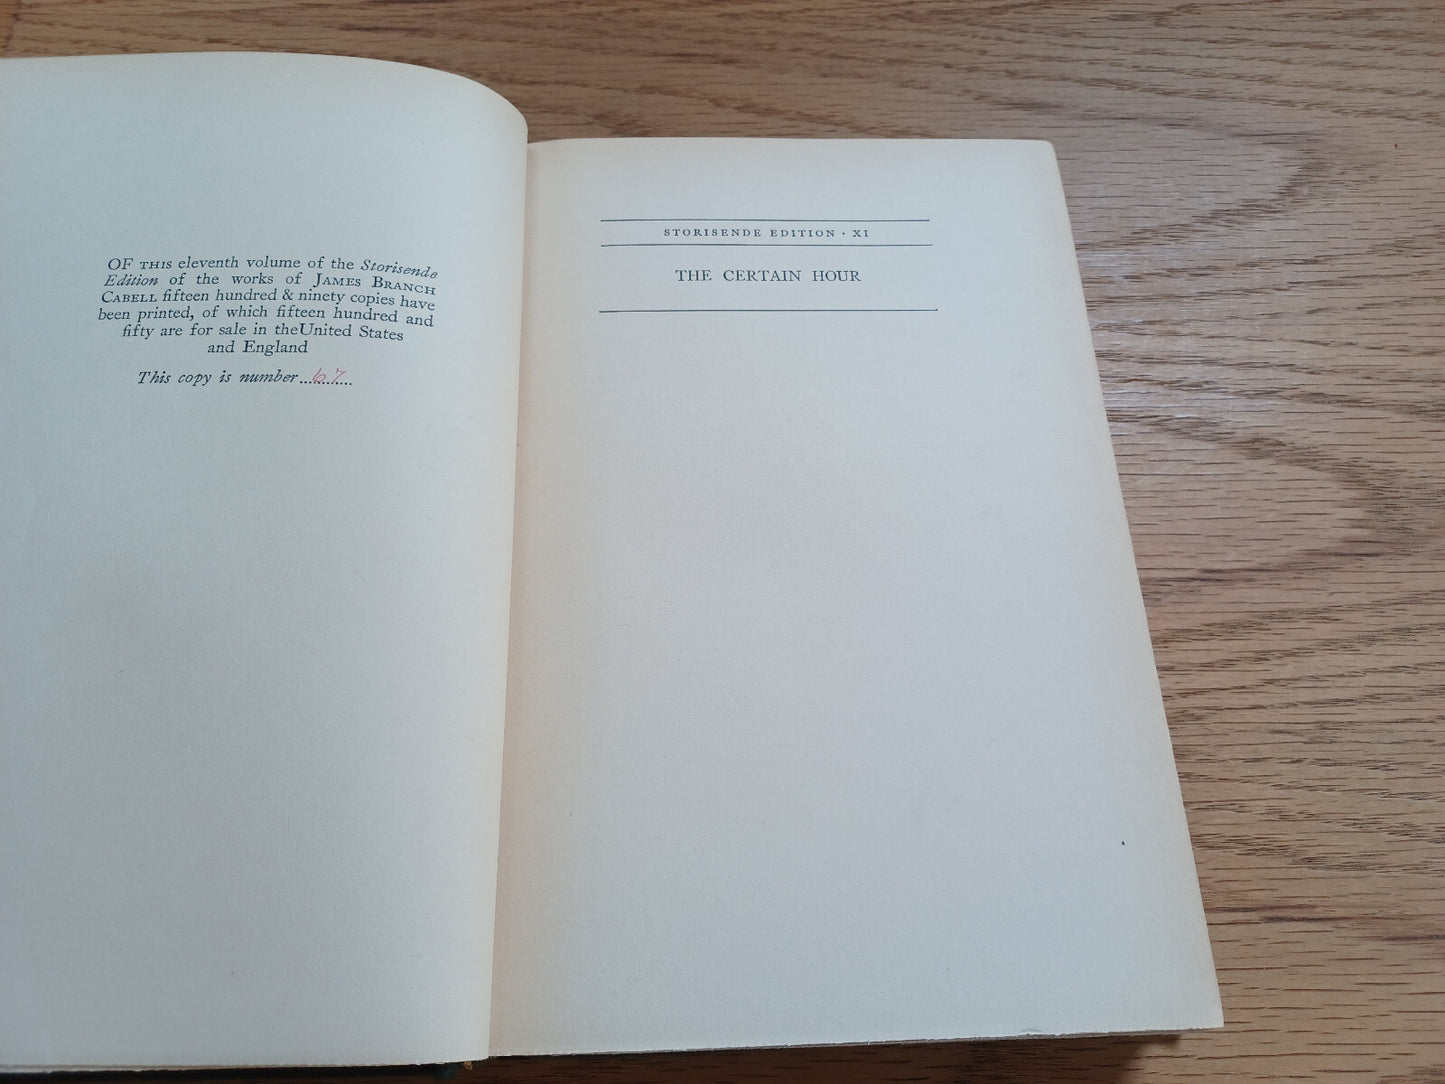 OF THIS eleventh volume of the Storisende
Edition of the works of JAMES BRANCH
CABELL fifteen hundred & ninety copies have
been printed, of which fifteen hundred and
fifty are for sale in theUnited States
and England
This copy is number...67...
STORISENDE EDITION · XI
THE CERTAIN HOUR